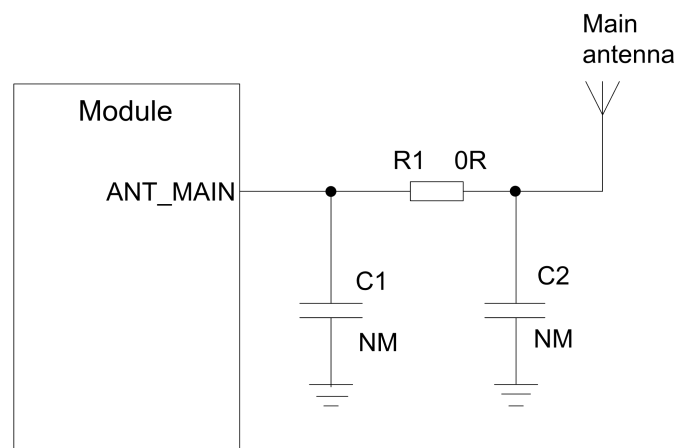 Main
antenna
Module
R1 0R
ANT_MAIN
C1
C2
NM
NM